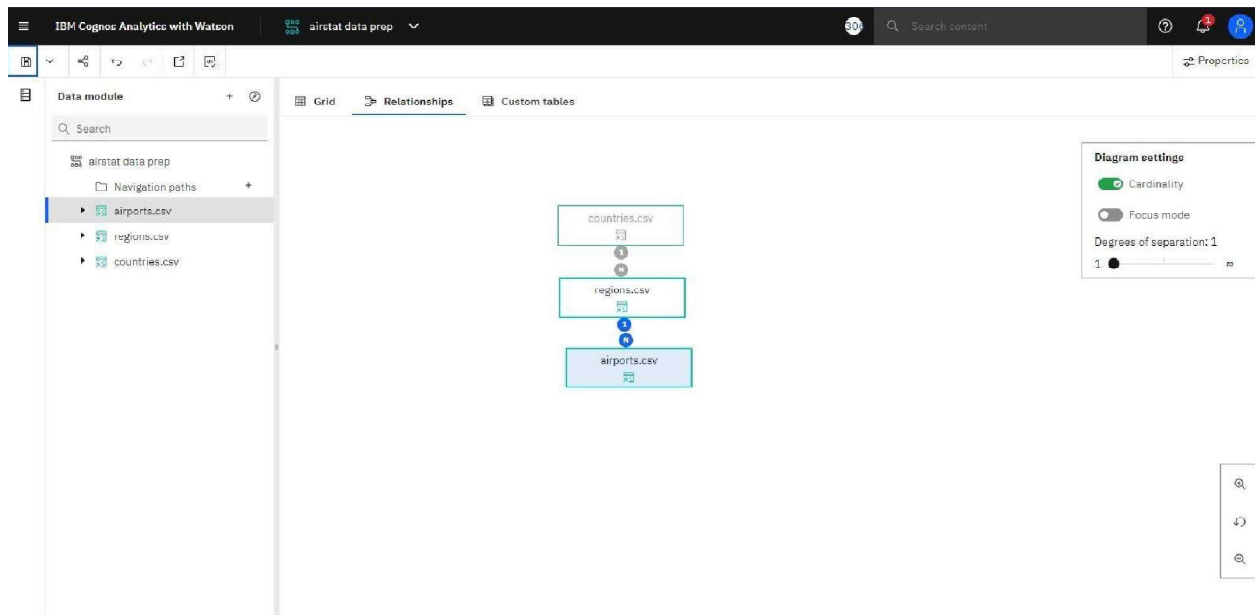 IBM Cognos Analytics with Watson
airstat data prep
Search content
1
Properties
Data module
Grid
Relationships
Custom tables
Search
airstat data prep
Navigation paths
airports.csv
regions.csv
countries.csv
countries.csv
1
N
regions.csv
1
N
airports.csv
Diagram settings
Cardinality
Focus mode
Degrees of separation: 1
1